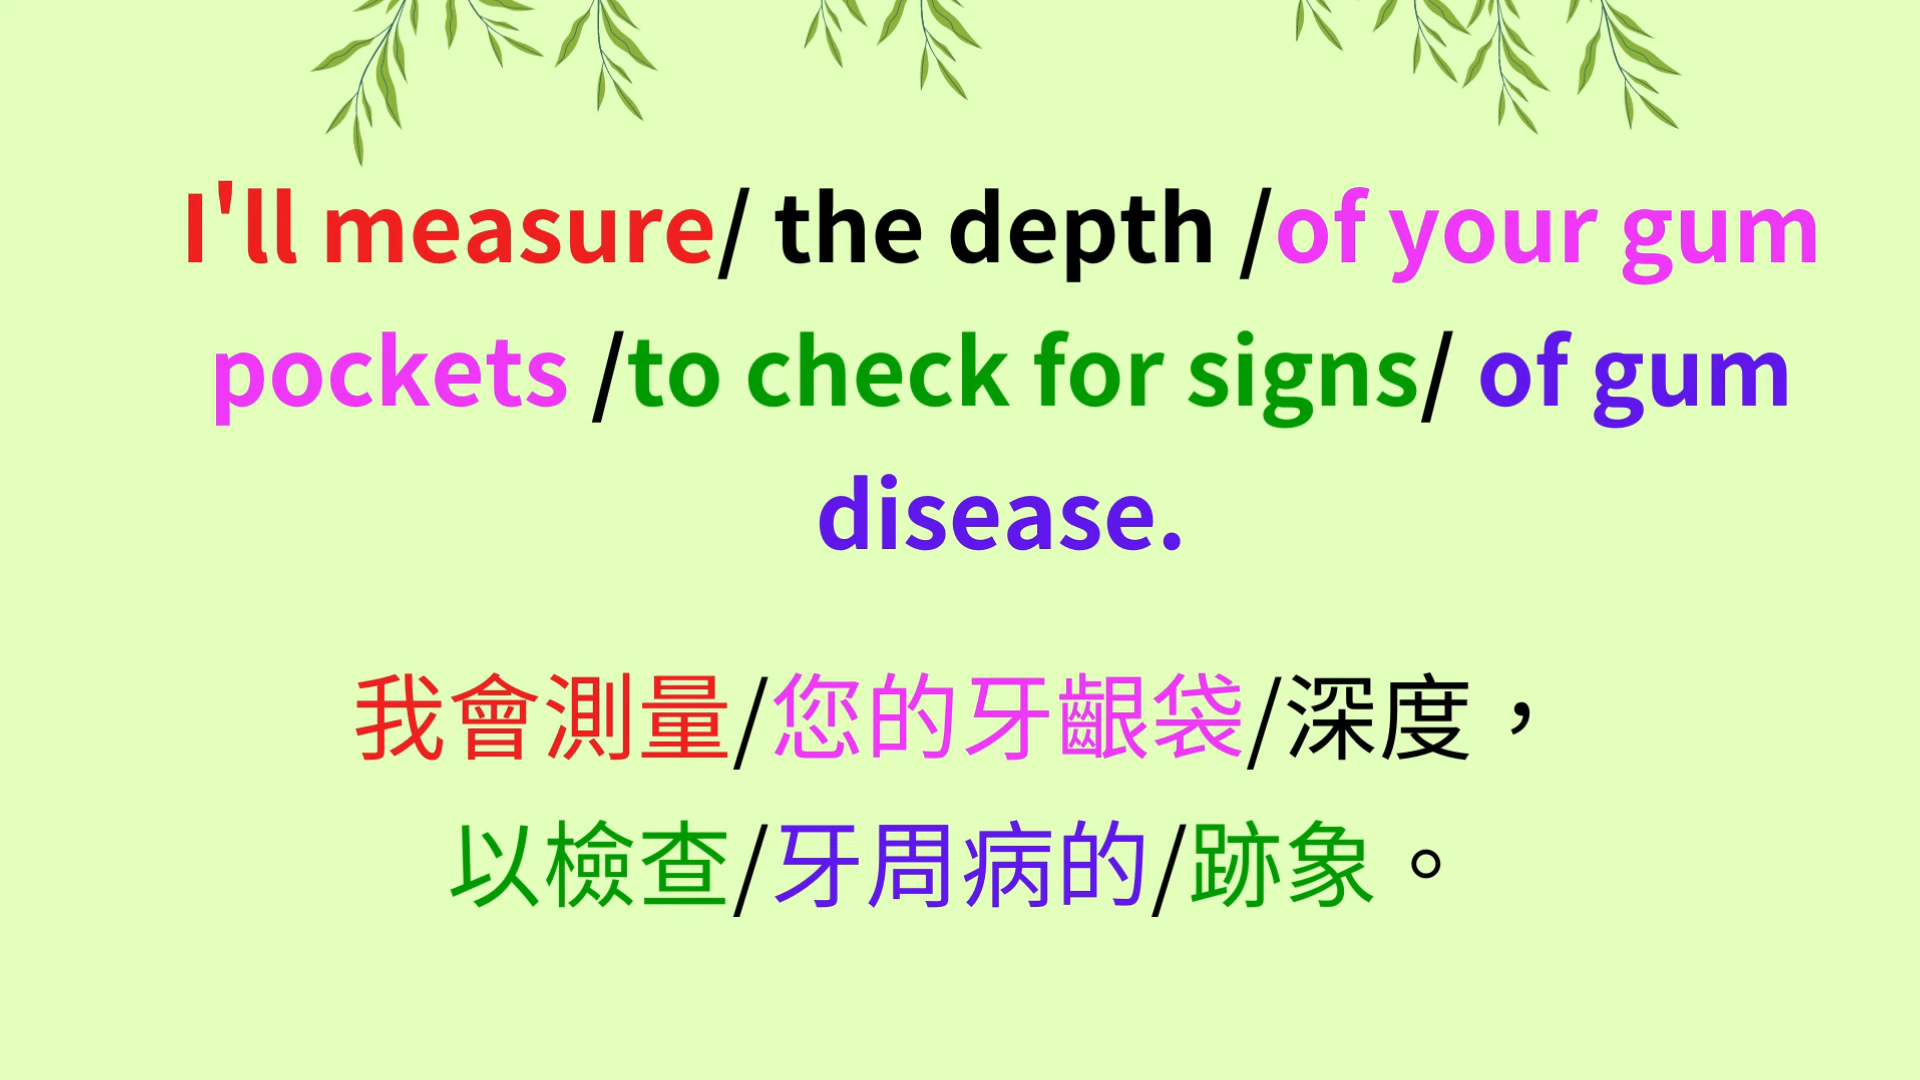 I'll measure/ the depth /of your gum
pockets /to check for signs/ of gum
disease.
我會測量/您的牙齦袋/深度，
以檢查/牙周病的/跡象。